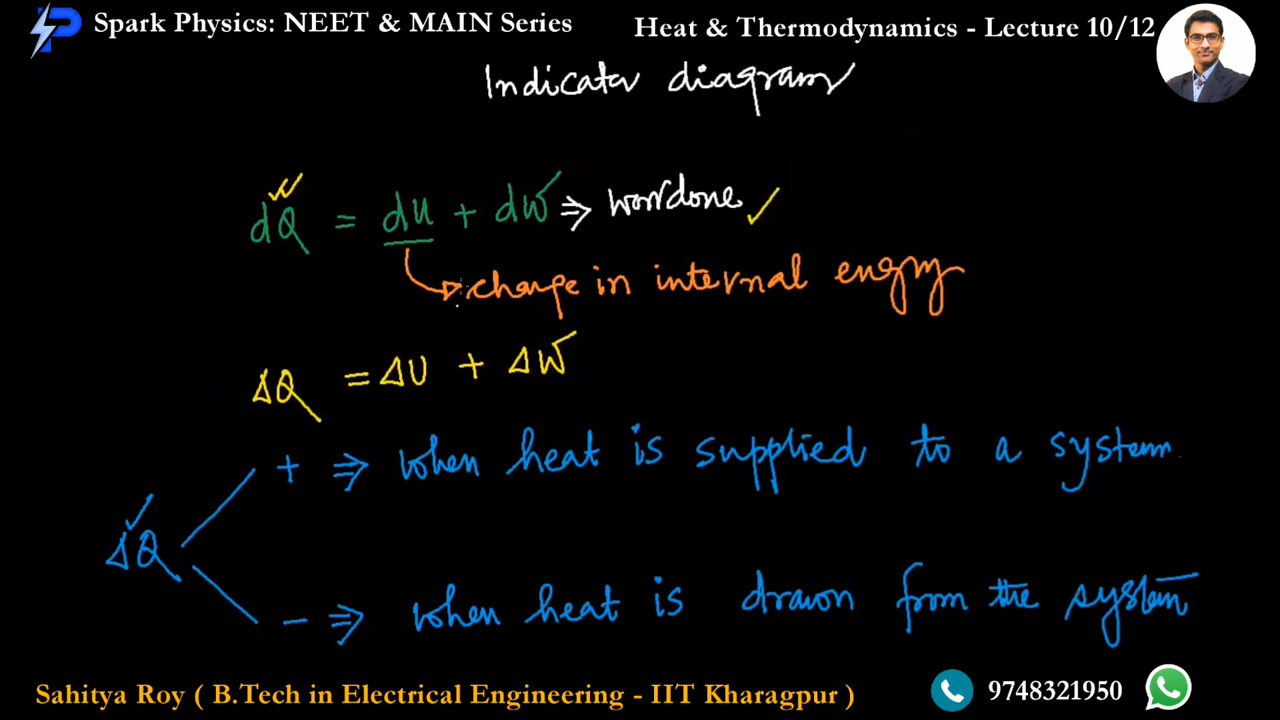 Spark Physics: NEET & MAIN Series
Heat & Thermodynamics - Lecture 10/12
Indicator diagram
dQ = du + dW ⇒ workdone
change in internal energy
ΔQ = ΔU + ΔW
+ ⇒ when heat is supplied to a system.
ΔQ
- ⇒ when heat is drawn from the system
Sahitya Roy ( B.Tech in Electrical Engineering - IIT Kharagpur )
9748321950